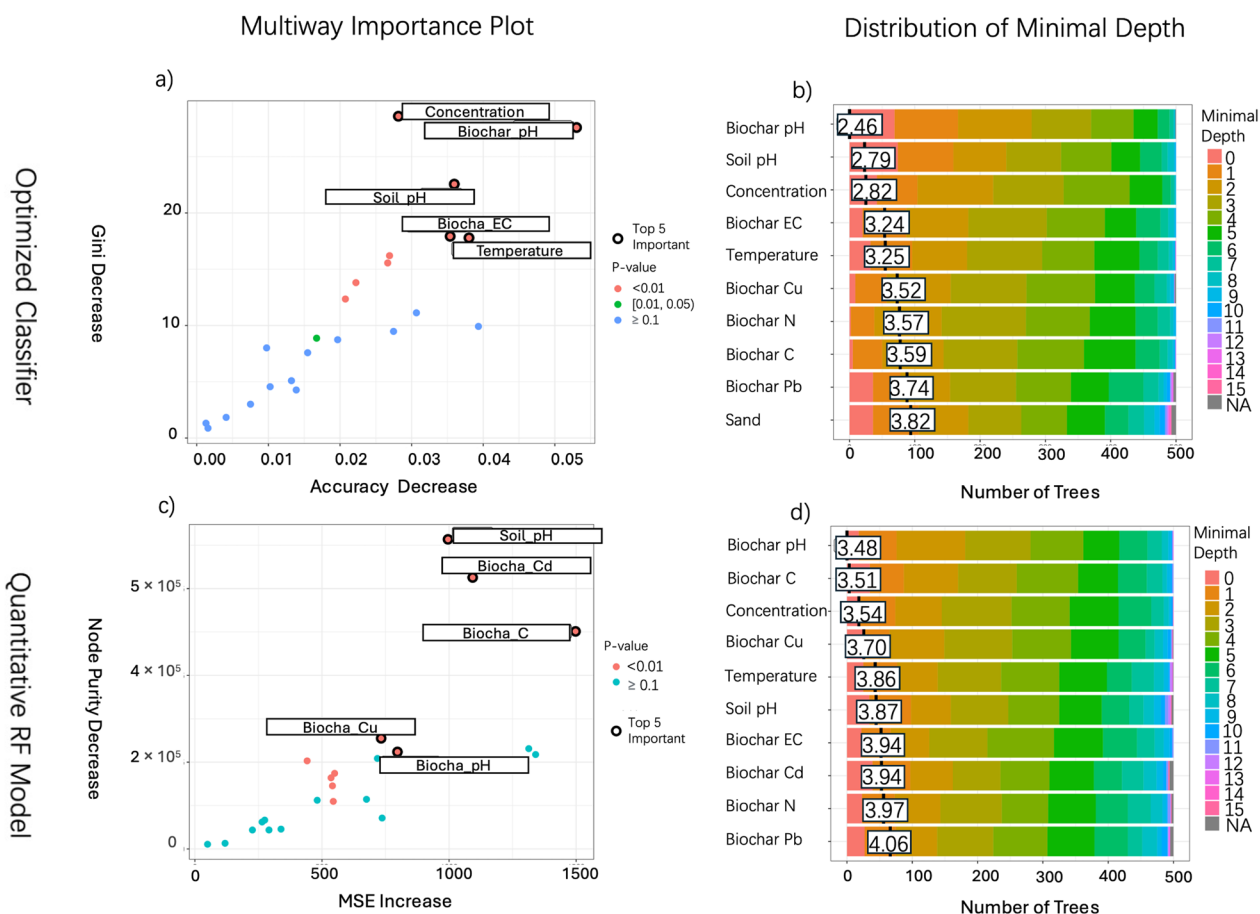 Multiway Importance Plot
Distribution of Minimal Depth
Optimized Classifier
Quantitative RF Model
a)
Concentration
Biochar_pH
Soil_pH
Biocha_EC
Temperature
Gini Decrease
20
10
0
0.00 0.01 0.02 0.03 0.04 0.05
Accuracy Decrease
Top 5
Important
P-value
<0.01
[0.01, 0.05)
≥ 0.1
b)
Biochar pH 2.46
Soil pH 2.79
Concentration 2.82
Biochar EC 3.24
Temperature 3.25
Biochar Cu 3.52
Biochar N 3.57
Biochar C 3.59
Biochar Pb 3.74
Sand 3.82
0 100 200 300 400 500
Number of Trees
Minimal
Depth
0
1
2
3
4
5
6
7
8
9
10
11
12
13
14
15
NA
c)
Soil_pH
Biocha_Cd
Biocha_C
Biocha_Cu
Biocha_pH
Node Purity Decrease
5 × 10⁵
4 × 10⁵
2 × 10⁵
0
0 500 1000 1500
MSE Increase
P-value
<0.01
≥ 0.1
Top 5
Important
d)
Biochar pH 3.48
Biochar C 3.51
Concentration 3.54
Biochar Cu 3.70
Temperature 3.86
Soil pH 3.87
Biochar EC 3.94
Biochar Cd 3.94
Biochar N 3.97
Biochar Pb 4.06
0 100 200 300 400 500
Number of Trees
Minimal
Depth
0
1
2
3
4
5
6
7
8
9
10
11
12
13
14
15
NA